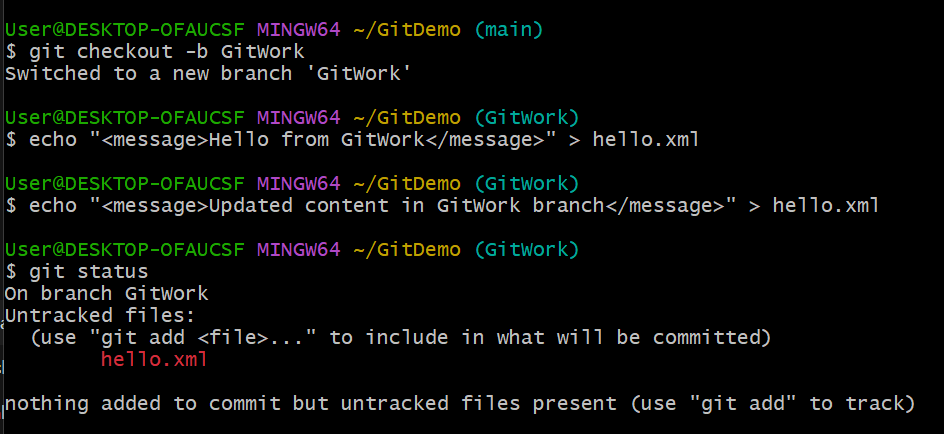 User@DESKTOP-OFAUCSF MINGW64 ~/GitDemo (main)
$ git checkout -b GitWork
Switched to a new branch 'GitWork'
User@DESKTOP-OFAUCSF MINGW64 ~/GitDemo (GitWork)
$ echo "<message>Hello from GitWork</message>" > hello.xml
User@DESKTOP-OFAUCSF MINGW64 ~/GitDemo (GitWork)
$ echo "<message>Updated content in GitWork branch</message>" > hello.xml
User@DESKTOP-OFAUCSF MINGW64 ~/GitDemo (GitWork)
$ git status
On branch GitWork
Untracked files:
  (use "git add <file>..." to include in what will be committed)
        hello.xml
nothing added to commit but untracked files present (use "git add" to track)